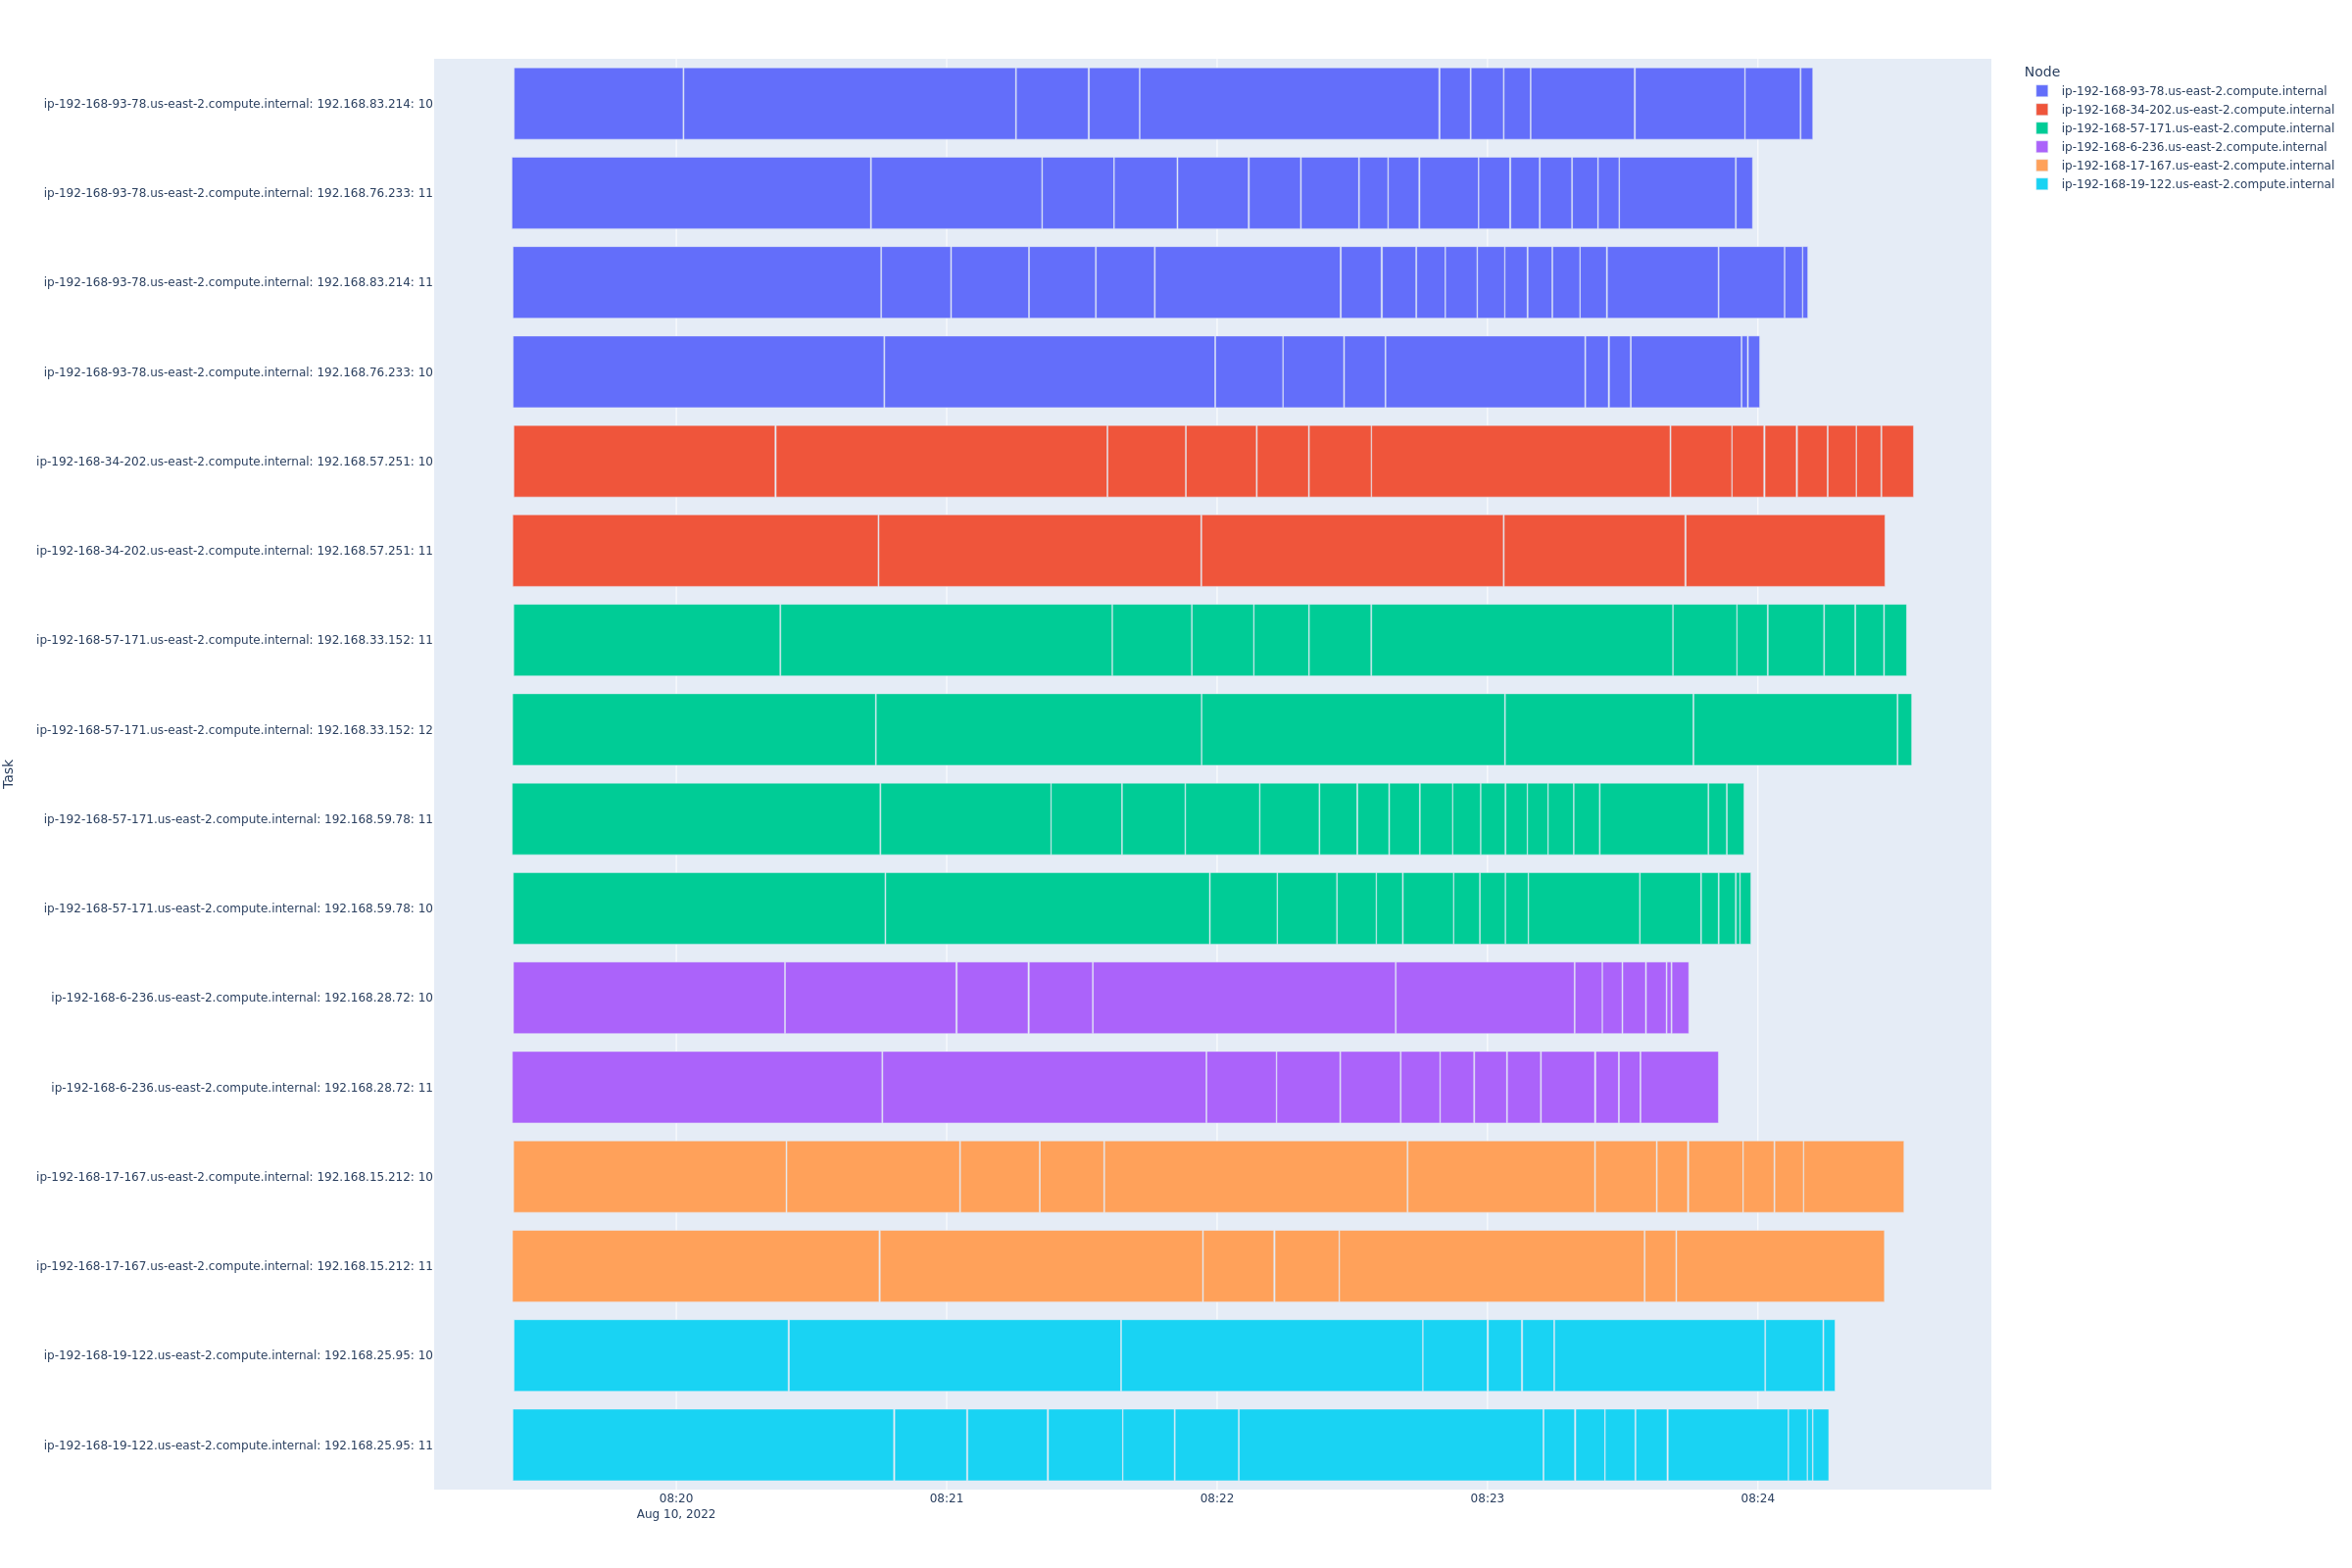 ip-192-168-93-78.us-east-2.compute.internal: 192.168.83.214: 10
ip-192-168-93-78.us-east-2.compute.internal: 192.168.76.233: 11
ip-192-168-93-78.us-east-2.compute.internal: 192.168.83.214: 11
ip-192-168-93-78.us-east-2.compute.internal: 192.168.76.233: 10
ip-192-168-34-202.us-east-2.compute.internal: 192.168.57.251: 10
ip-192-168-34-202.us-east-2.compute.internal: 192.168.57.251: 11
ip-192-168-57-171.us-east-2.compute.internal: 192.168.33.152: 11
ip-192-168-57-171.us-east-2.compute.internal: 192.168.33.152: 12
ip-192-168-57-171.us-east-2.compute.internal: 192.168.59.78: 11
ip-192-168-57-171.us-east-2.compute.internal: 192.168.59.78: 10
ip-192-168-6-236.us-east-2.compute.internal: 192.168.28.72: 10
ip-192-168-6-236.us-east-2.compute.internal: 192.168.28.72: 11
ip-192-168-17-167.us-east-2.compute.internal: 192.168.15.212: 10
ip-192-168-17-167.us-east-2.compute.internal: 192.168.15.212: 11
ip-192-168-19-122.us-east-2.compute.internal: 192.168.25.95: 10
ip-192-168-19-122.us-east-2.compute.internal: 192.168.25.95: 11
Task
08:20 08:21 08:22 08:23 08:24
Aug 10, 2022
Node
ip-192-168-93-78.us-east-2.compute.internal
ip-192-168-34-202.us-east-2.compute.internal
ip-192-168-57-171.us-east-2.compute.internal
ip-192-168-6-236.us-east-2.compute.internal
ip-192-168-17-167.us-east-2.compute.internal
ip-192-168-19-122.us-east-2.compute.internal